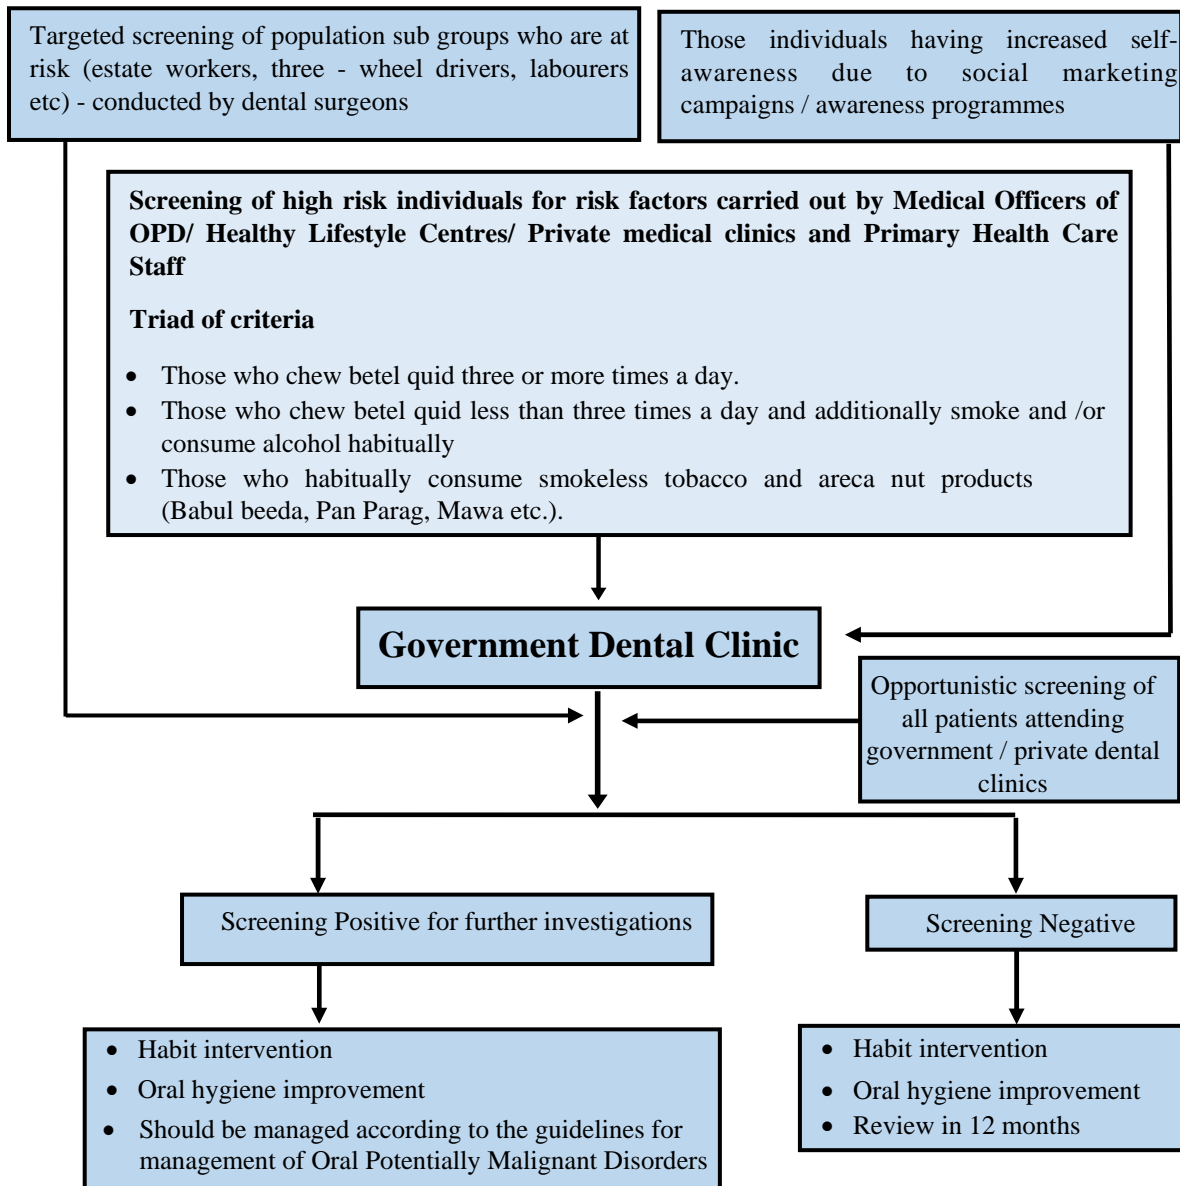 Targeted screening of population sub groups who are at
risk (estate workers, three - wheel drivers, labourers
etc) - conducted by dental surgeons
Those individuals having increased self-
awareness due to social marketing
campaigns / awareness programmes
Screening of high risk individuals for risk factors carried out by Medical Officers of
OPD/ Healthy Lifestyle Centres/ Private medical clinics and Primary Health Care
Staff
Triad of criteria
• Those who chew betel quid three or more times a day.
• Those who chew betel quid less than three times a day and additionally smoke and /or
consume alcohol habitually
• Those who habitually consume smokeless tobacco and areca nut products
(Babul beeda, Pan Parag, Mawa etc.).
Government Dental Clinic
Opportunistic screening of
all patients attending
government / private dental
clinics
Screening Positive for further investigations
Screening Negative
• Habit intervention
• Oral hygiene improvement
• Should be managed according to the guidelines for
management of Oral Potentially Malignant Disorders
• Habit intervention
• Oral hygiene improvement
• Review in 12 months